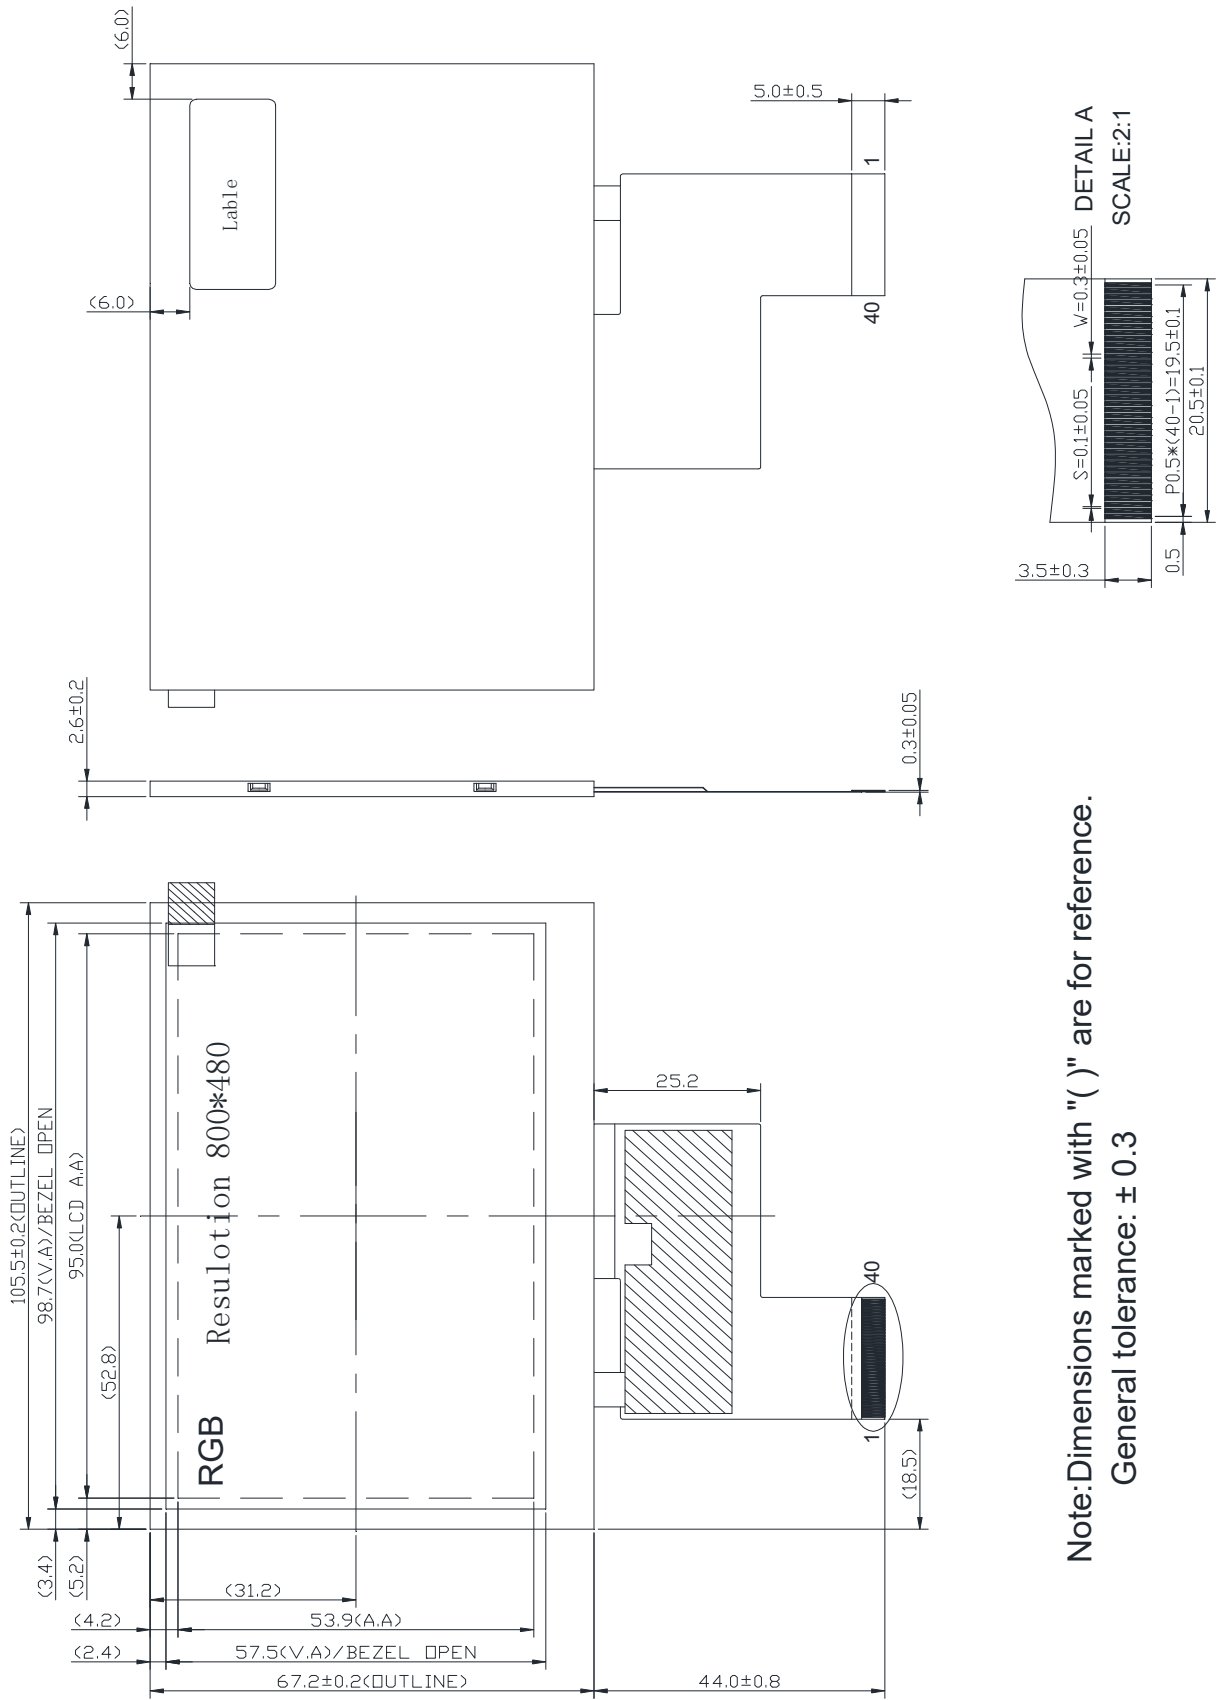 105.5±0.2(OUTLINE)
98.7(V.A)/BEZEL OPEN
95.0(LCD A.A)
(52.8)
(3.4)
(5.2)
(4.2)
(2.4)
(31.2)
53.9(A.A)
57.5(V.A)/BEZEL OPEN
67.2±0.2(OUTLINE)
44.0±0.8
RGB
Resulotion 800*480
25.2
1
40
(18.5)
2.6±0.2
0.3±0.05
(6.0)
(6.0)
Lable
5.0±0.5
40
1
DETAIL A
SCALE:2:1
S=0.1±0.05
W=0.3±0.05
3.5±0.3
0.5
P0.5*(40-1)=19.5±0.1
20.5±0.1
Note:Dimensions marked with "( )" are for reference.
General tolerance: ± 0.3